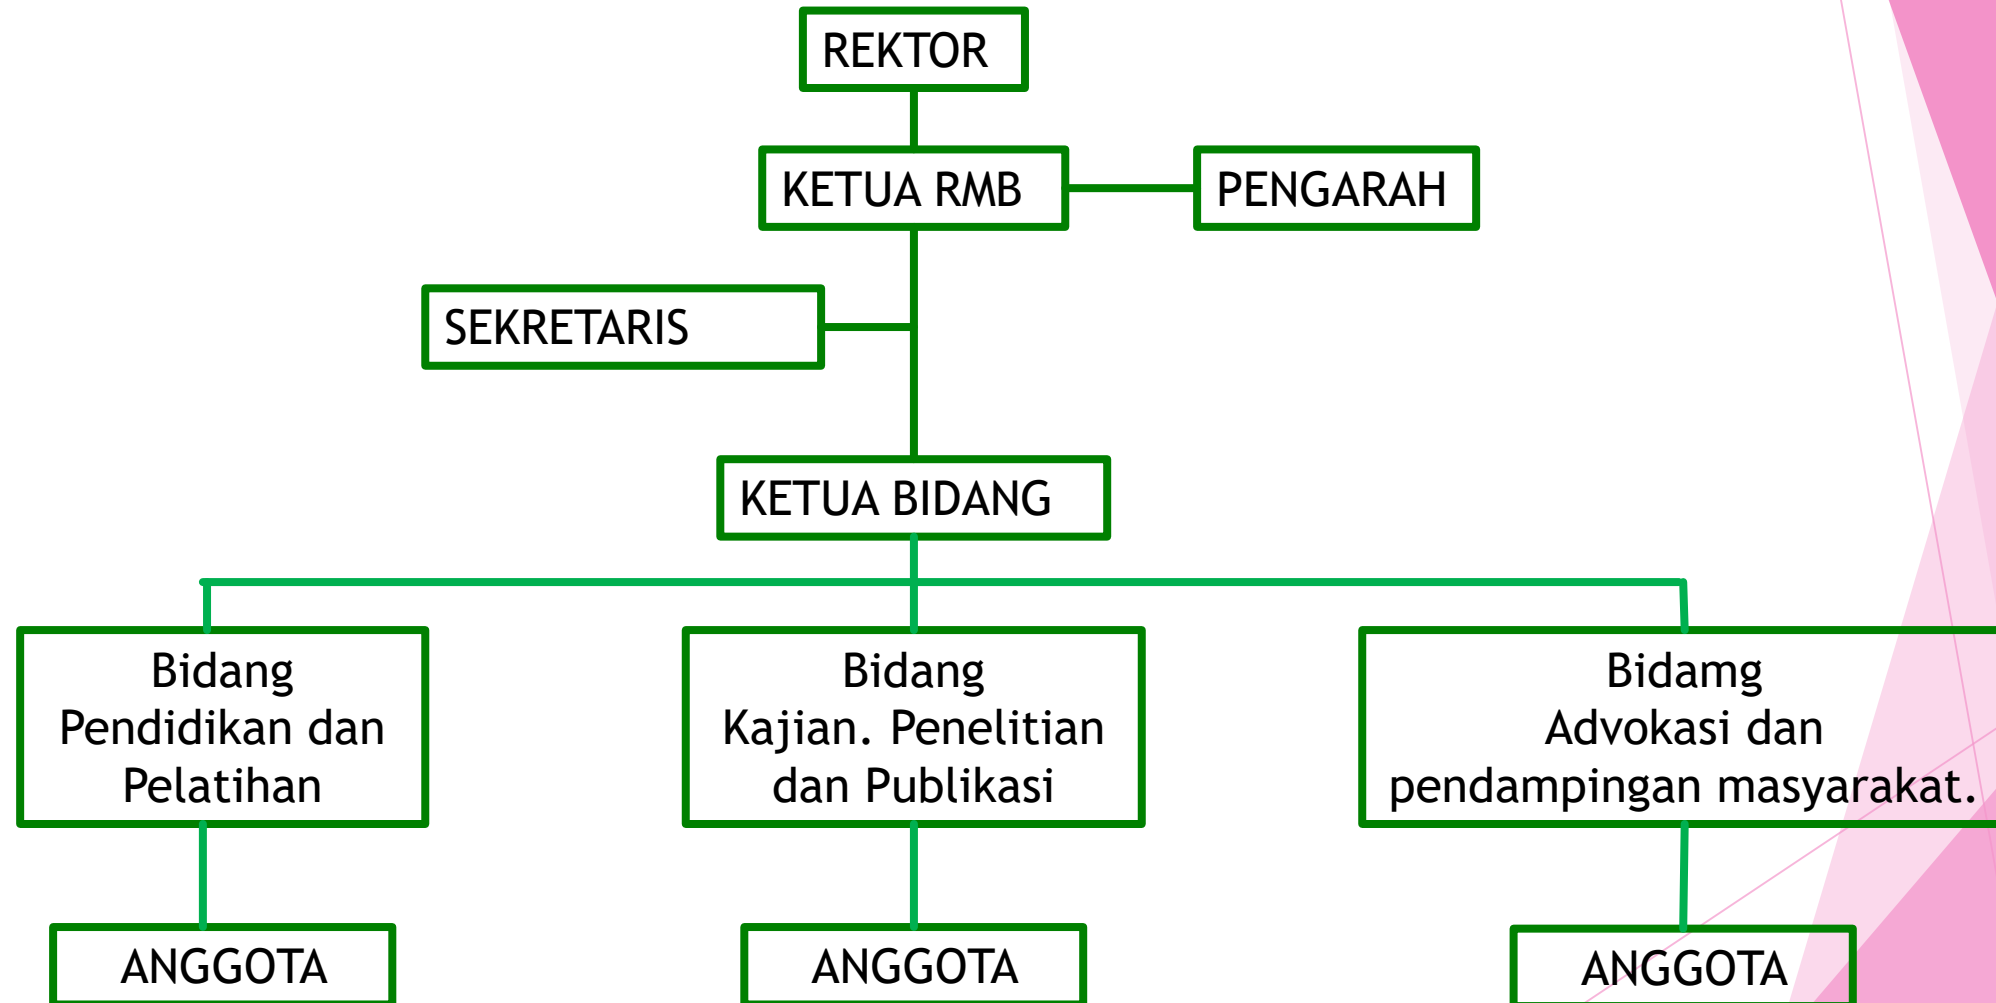 REKTOR
KETUA RMB
PENGARAH
SEKRETARIS
KETUA BIDANG
Bidang
Pendidikan dan
Pelatihan
Bidang
Kajian. Penelitian
dan Publikasi
Bidamg
Advokasi dan
pendampingan masyarakat.
ANGGOTA
ANGGOTA
ANGGOTA